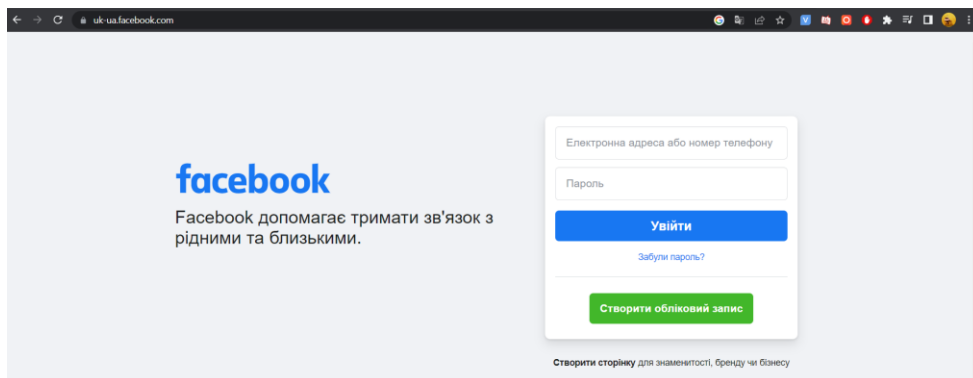 uk-ua.facebook.com
facebook
Facebook допомагає тримати зв'язок з
рідними та близькими.
Електронна адреса або номер телефону
Пароль
Увійти
Забули пароль?
Створити обліковий запис
Створити сторінку для знаменитості, бренду чи бізнесу